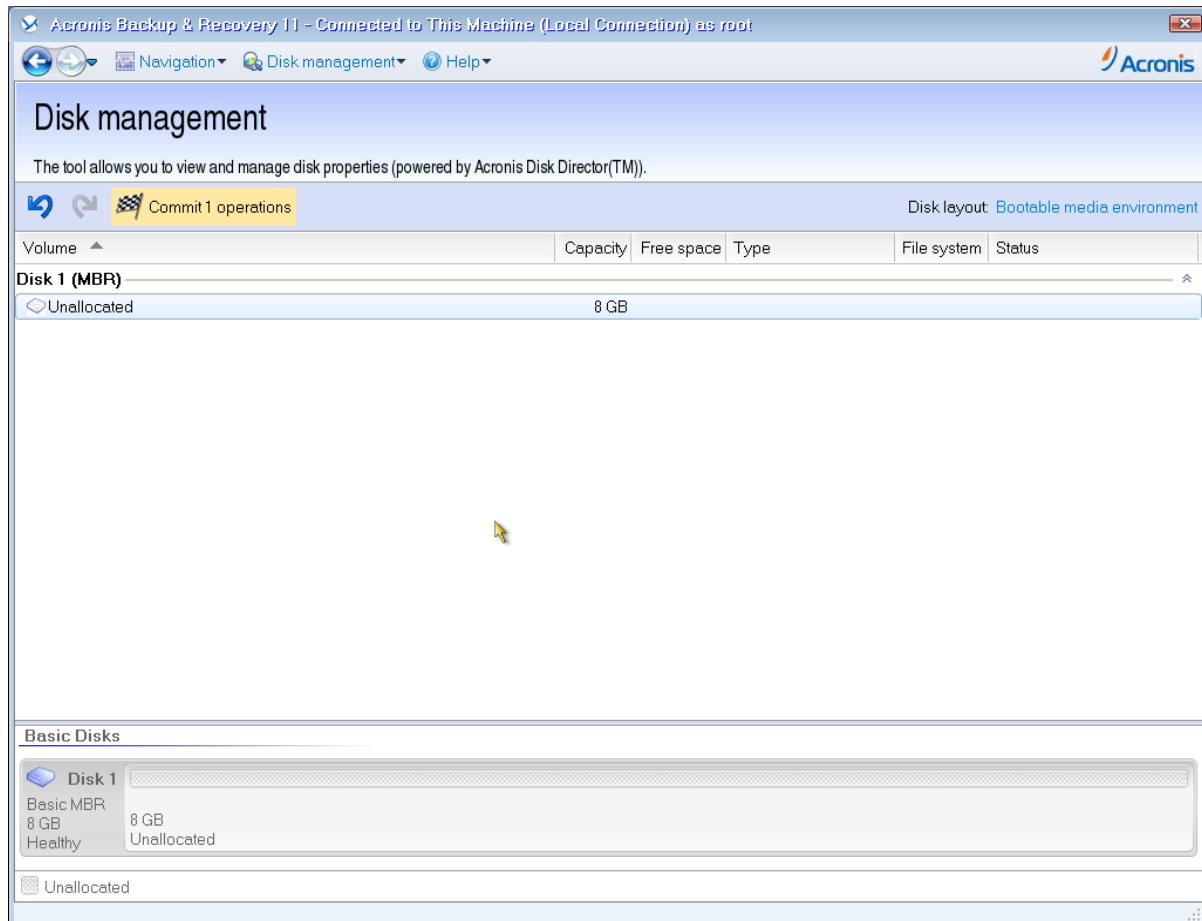 Acronis Backup & Recovery 11 - Connected to This Machine (Local Connection) as root
Navigation Disk management Help Acronis
Disk management
The tool allows you to view and manage disk properties (powered by Acronis Disk Director(TM)).
Commit 1 operations Disk layout: Bootable media environment
Volume Capacity Free space Type File system Status
Disk 1 (MBR)
Unallocated 8 GB
Basic Disks
Disk 1
Basic MBR
8 GB
Healthy
8 GB
Unallocated
Unallocated